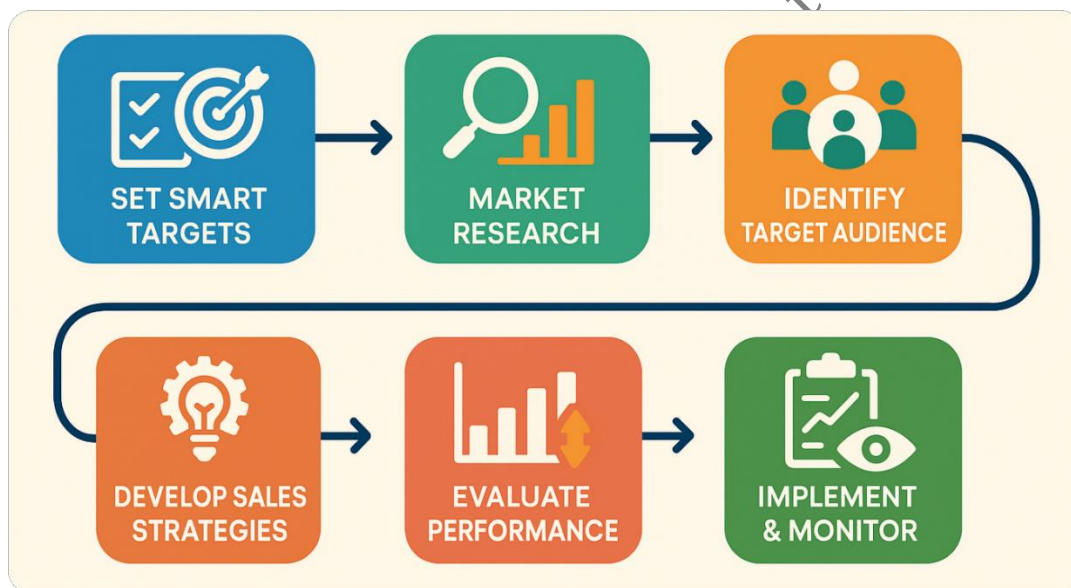 SET SMART
TARGETS
MARKET
RESEARCH
IDENTIFY
TARGET AUDIENCE
DEVELOP SALES
STRATEGIES
EVALUATE
PERFORMANCE
IMPLEMENT
& MONITOR